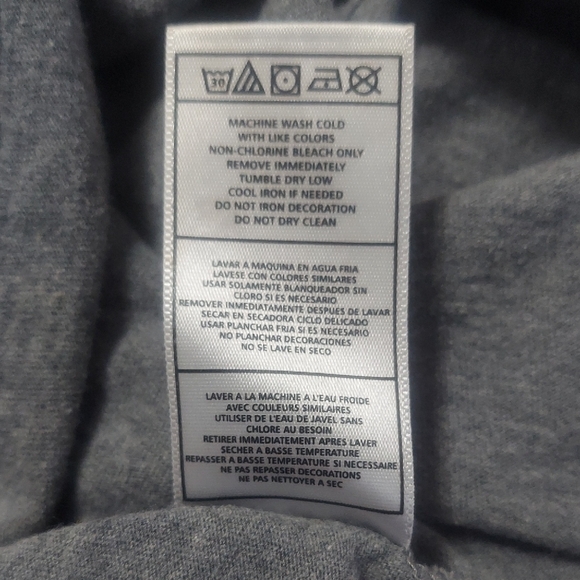 30
MACHINE WASH COLD
WITH LIKE COLORS
NON-CHLORINE BLEACH ONLY
REMOVE IMMEDIATELY
TUMBLE DRY LOW
COOL IRON IF NEEDED
DO NOT IRON DECORATION
DO NOT DRY CLEAN
LAVAR A MAQUINA EN AGUA FRIA
LAVESE CON COLORES SIMILARES
USAR SOLAMENTE BLANQUEADOR SIN
CLORO SI ES NECESARIO
REMOVER INMEDIATAMENTE DESPUES DE LAVAR
SECAR EN SECADORA CICLO DELICADO
USAR PLANCHAR FRIA SI ES NECESARIO
NO PLANCHAR DECORACIONES
NO SE LAVE EN SECO
LAVER A LA MACHINE A L'EAU FROIDE
AVEC COULEURS SIMILAIRES
UTILISER DE L'EAU DE JAVEL SANS
CHLORE AU BESOIN
RETIRER IMMEDIATEMENT APRES LAVER
SECHER A BASSE TEMPERATURE
REPASSER A BASSE TEMPERATURE SI NECESSAIRE
NE PAS REPASSER DECORATIONS
NE PAS NETTOYER A SEC